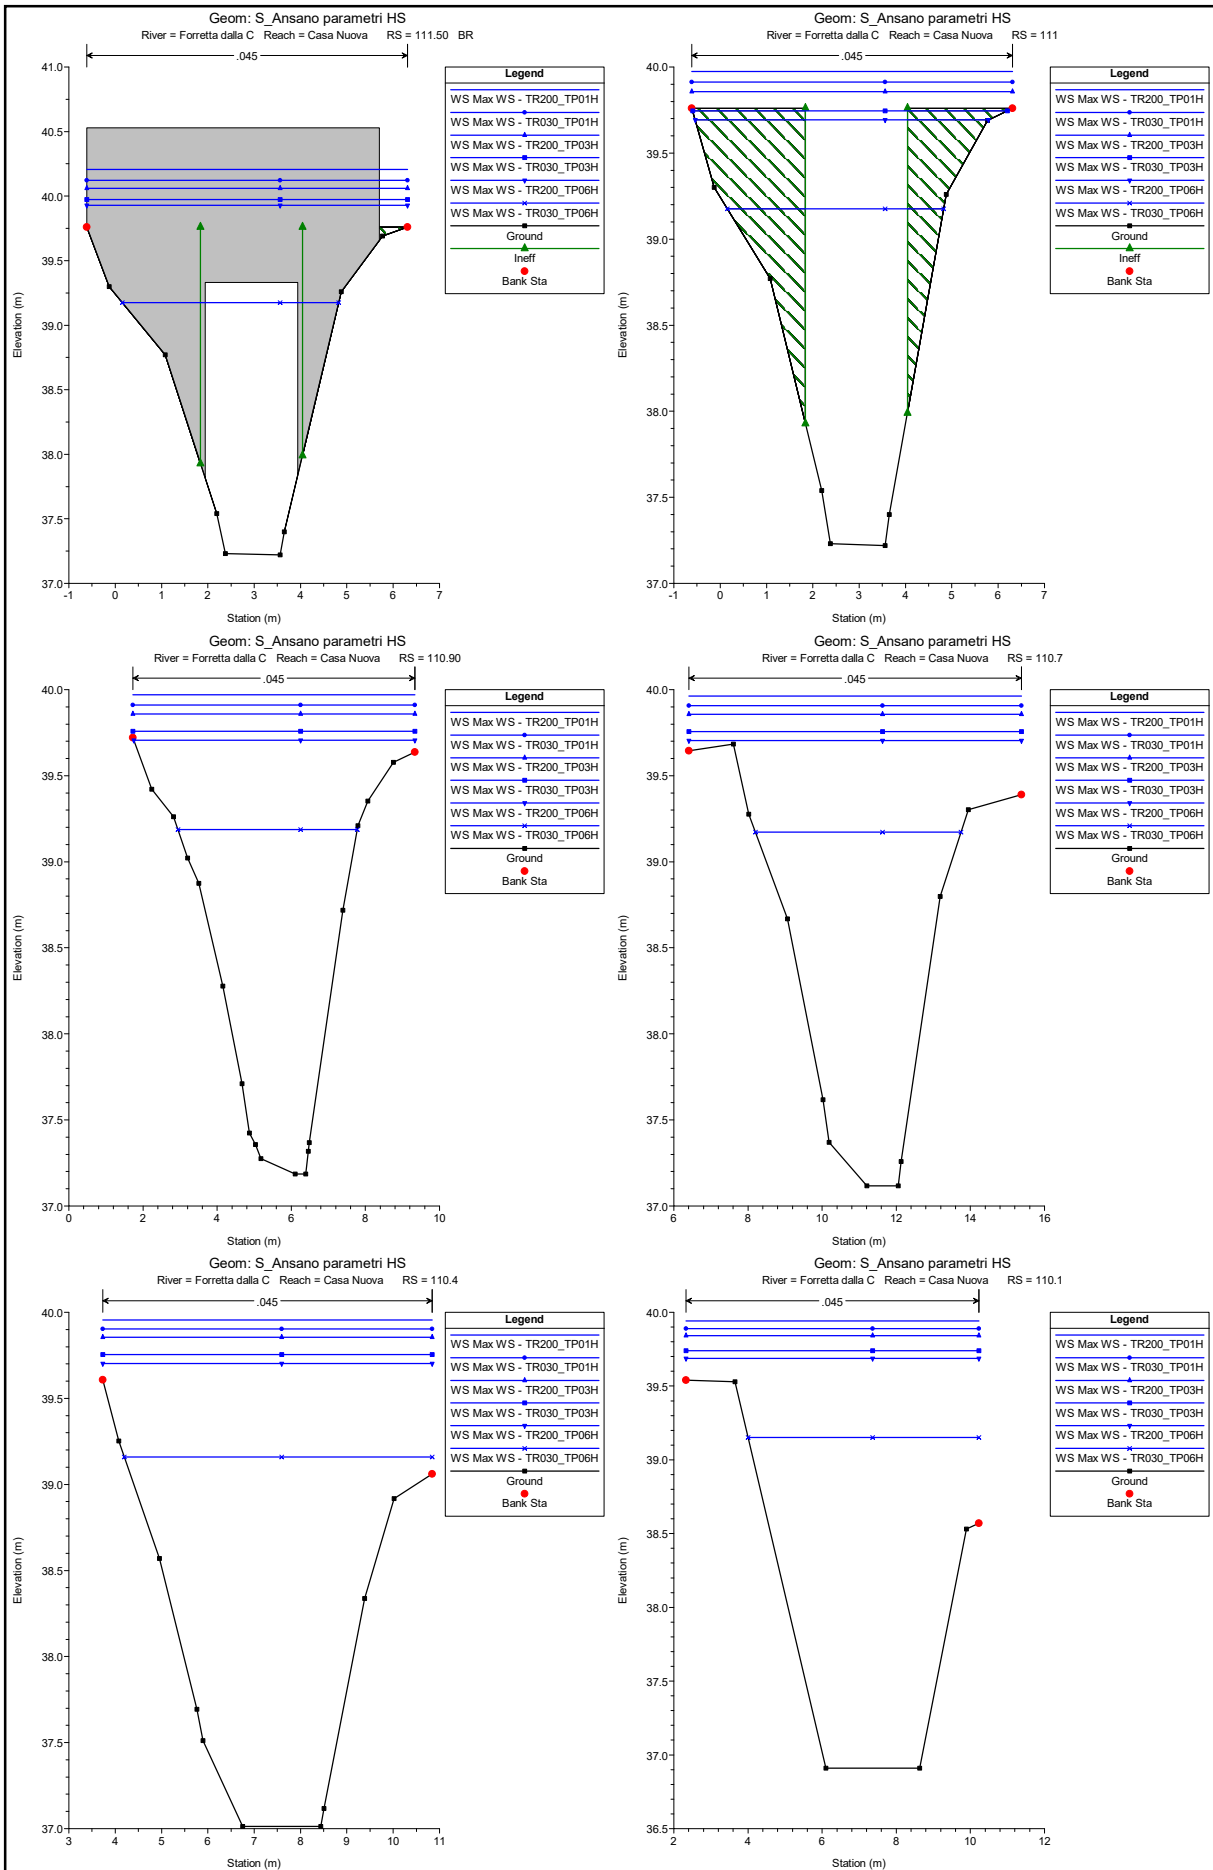 Geom: S_Ansano parametri HS
River = Forretta dalla C Reach = Casa Nuova RS = 111.50 BR
.045
41.0
40.5
40.0
39.5
39.0
38.5
38.0
37.5
37.0
Elevation (m)
-1 0 1 2 3 4 5 6 7
Station (m)
Legend
WS Max WS - TR200_TP01H
WS Max WS - TR030_TP01H
WS Max WS - TR200_TP03H
WS Max WS - TR030_TP03H
WS Max WS - TR200_TP06H
WS Max WS - TR030_TP06H
Ground
Ineff
Bank Sta
Geom: S_Ansano parametri HS
River = Forretta dalla C Reach = Casa Nuova RS = 111
.045
40.0
39.5
39.0
38.5
38.0
37.5
37.0
Elevation (m)
-1 0 1 2 3 4 5 6 7
Station (m)
Legend
WS Max WS - TR200_TP01H
WS Max WS - TR030_TP01H
WS Max WS - TR200_TP03H
WS Max WS - TR030_TP03H
WS Max WS - TR200_TP06H
WS Max WS - TR030_TP06H
Ground
Ineff
Bank Sta
Geom: S_Ansano parametri HS
River = Forretta dalla C Reach = Casa Nuova RS = 110.90
.045
40.0
39.5
39.0
38.5
38.0
37.5
37.0
Elevation (m)
0 2 4 6 8 10
Station (m)
Legend
WS Max WS - TR200_TP01H
WS Max WS - TR030_TP01H
WS Max WS - TR200_TP03H
WS Max WS - TR030_TP03H
WS Max WS - TR200_TP06H
WS Max WS - TR030_TP06H
Ground
Bank Sta
Geom: S_Ansano parametri HS
River = Forretta dalla C Reach = Casa Nuova RS = 110.7
.045
40.0
39.5
39.0
38.5
38.0
37.5
37.0
Elevation (m)
6 8 10 12 14 16
Station (m)
Legend
WS Max WS - TR200_TP01H
WS Max WS - TR030_TP01H
WS Max WS - TR200_TP03H
WS Max WS - TR030_TP03H
WS Max WS - TR200_TP06H
WS Max WS - TR030_TP06H
Ground
Bank Sta
Geom: S_Ansano parametri HS
River = Forretta dalla C Reach = Casa Nuova RS = 110.4
.045
40.0
39.5
39.0
38.5
38.0
37.5
37.0
Elevation (m)
3 4 5 6 7 8 9 10 11
Station (m)
Legend
WS Max WS - TR200_TP01H
WS Max WS - TR030_TP01H
WS Max WS - TR200_TP03H
WS Max WS - TR030_TP03H
WS Max WS - TR200_TP06H
WS Max WS - TR030_TP06H
Ground
Bank Sta
Geom: S_Ansano parametri HS
River = Forretta dalla C Reach = Casa Nuova RS = 110.1
.045
40.0
39.5
39.0
38.5
38.0
37.5
37.0
36.5
Elevation (m)
2 4 6 8 10 12
Station (m)
Legend
WS Max WS - TR200_TP01H
WS Max WS - TR030_TP01H
WS Max WS - TR200_TP03H
WS Max WS - TR030_TP03H
WS Max WS - TR200_TP06H
WS Max WS - TR030_TP06H
Ground
Bank Sta